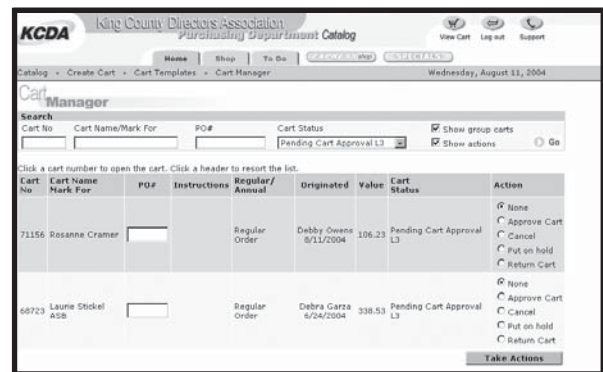 KCDA King County Directors Association
Purchasing Department Catalog
View Cart Log out Support
Home Shop To Do
Catalog - Create Cart - Cart Templates - Cart Manager Wednesday, August 11, 2004
Cart Manager
Search
Cart No Cart Name/Mark For PO# Cart Status
Show group carts
Pending Cart Approval L3 Show actions Go
Click a cart number to open the cart. Click a header to resort the list.
Cart No Cart Name Mark For PO# Instructions Regular/ Annual Originated Value Cart Status Action
71156 Rosanne Cramer Regular Order Debby Owens 8/11/2004 106.23 Pending Cart Approval L3
None
Approve Cart
Cancel
Put on hold
Return Cart
68723 Laurie Stickel ASB Regular Order Debra Garza 6/24/2004 338.53 Pending Cart Approval L3
None
Approve Cart
Cancel
Put on hold
Return Cart
Take Actions